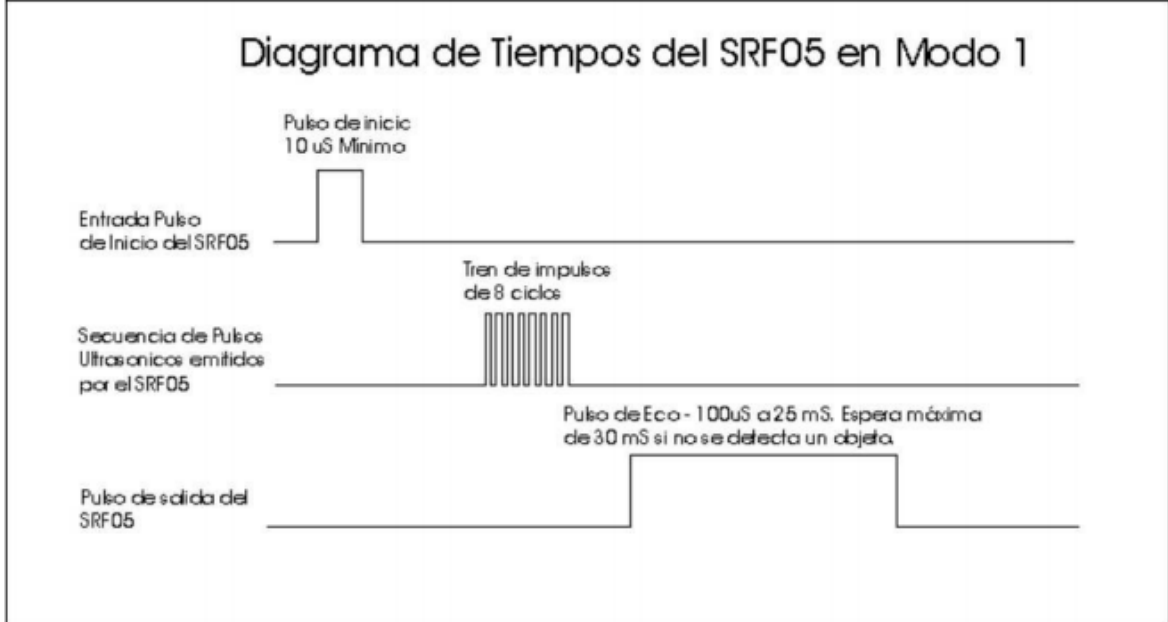 Diagrama de Tiempos del SRF05 en Modo 1
Pulso de inicic
10 uS Mínimo
Entrada Pulso
de Inicio del SRF05
Tren de impulsos
de 8 ciclos
Secuencia de Pulsos
Ultrasonicos emitidos
por el SRF05
Pulso de Eco - 100uS a 25 mS. Espera máxima
de 30 mS si no se detecta un objeto.
Pulso de salida del
SRF05